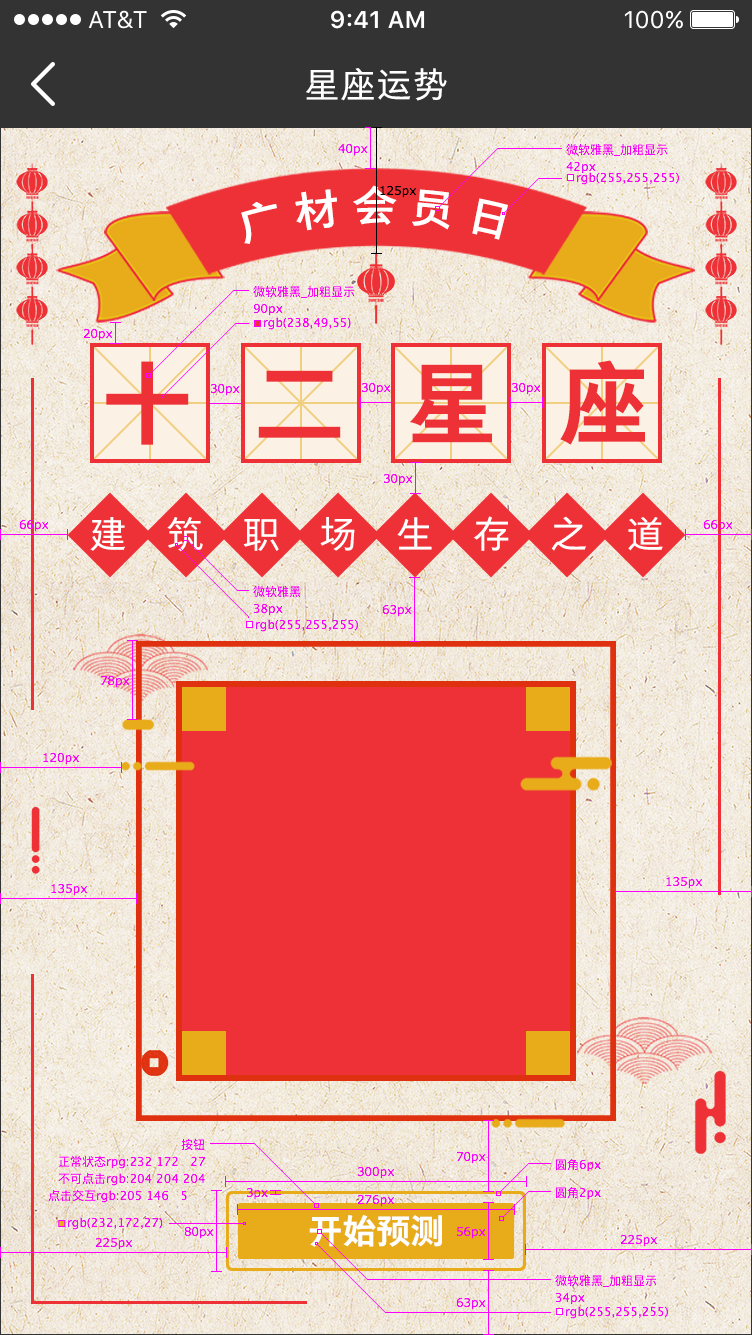 AT&T 9:41 AM 100%
星座运势
40px
微软雅黑_加粗显示
42px
rgb(255,255,255)
125px
广材会员日
微软雅黑_加粗显示
90px
rgb(238,49,55)
20px
十二星座
30px 30px 30px
30px
66px 66px
建筑职场生存之道
微软雅黑
38px
rgb(255,255,255)
63px
78px
120px
135px 135px
按钮
正常状态rpg:232 172 27
不可点击rgb:204 204 204
点击交互rgb:205 146 5
rgb(232,172,27)
70px
圆角6px
300px
3px
276px
圆角2px
80px
开始预测
56px
225px 225px
微软雅黑_加粗显示
34px
rgb(255,255,255)
63px